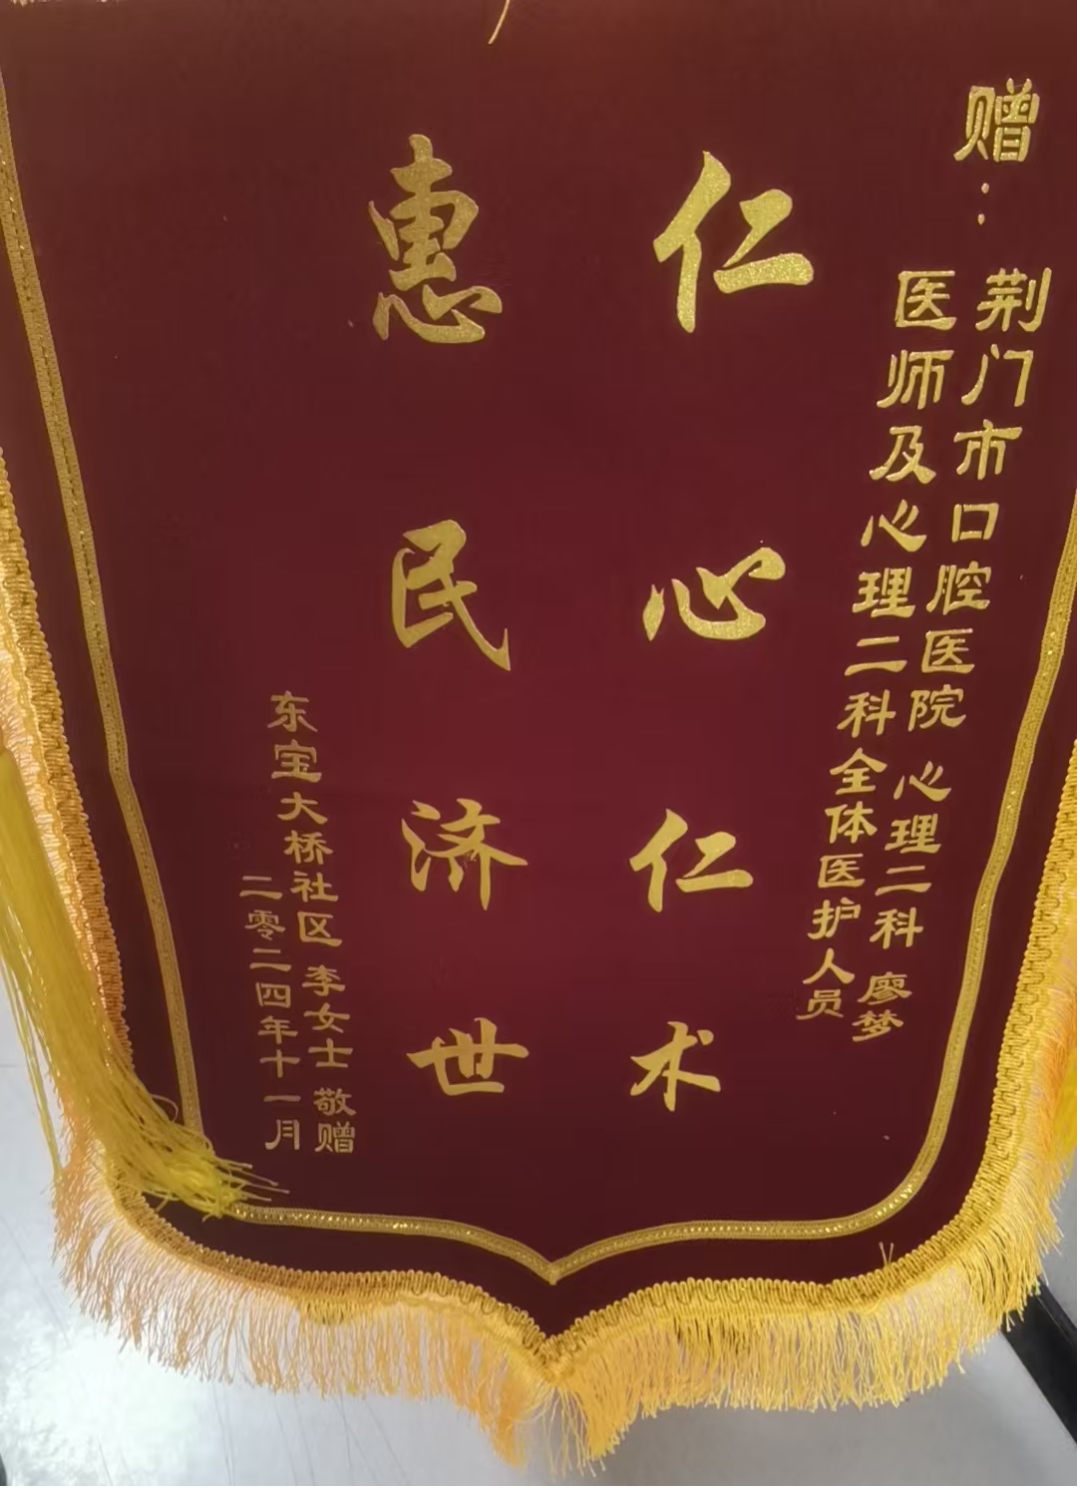 赠：
荆门市口腔医院 心理二科 廖梦
医师及心理二科全体医护人员
仁心仁术
惠民济世
东宝大桥社区 李女士 敬赠
二零二四年十一月